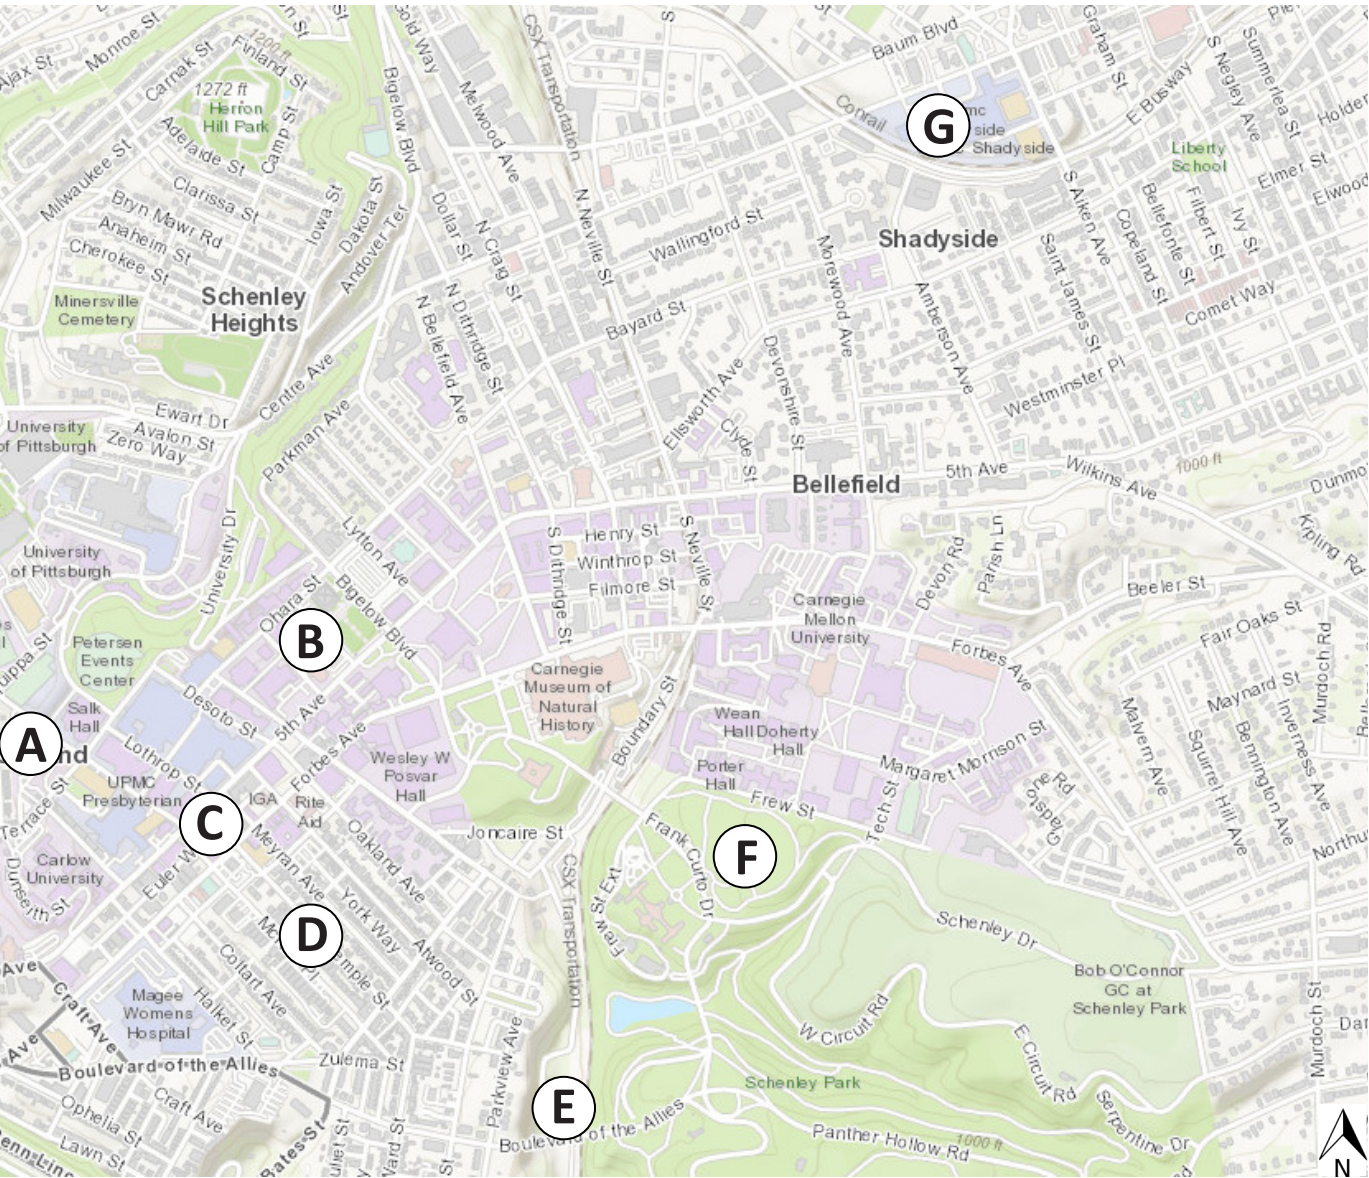 Ajax St
Monroe St
Carnak St
1200 ft
Finland St
1272 ft
Herron
Hill Park
Camp St
Adelaide St
Milwaukee St
Clarissa St
Bryn Mawr Rd
Anaheim St
Cherokee St
Iowa St
Dakota St
Andover Ter
Bigelow Blvd
Gold Way
Melwood Ave
CSX Transportation
Dollar St
N Craig St
N Neville St
Baum Blvd
Graham St
Conrail
G
side
Shadyside
E Busway
S Negley Ave
Summerlea St
Holden
Liberty
School
Elmer St
Elwood
S Aiken Ave
Bellefonte St
Filbert St
Ivy St
Copeland St
Saint James St
Comet Way
Shadyside
Wallingford St
Morewood Ave
Amberson Ave
Bayard St
Devonshire St
Ellsworth Ave
Clyde St
Westminster Pl
Minersville
Cemetery
Schenley
Heights
N Dithridge St
N Bellefield Ave
Centre Ave
Parkman Ave
Ewart Dr
Avalon St
Zero Way
University
of Pittsburgh
Bellefield
5th Ave
Wilkins Ave
1000 ft
Kipling Rd
University
of Pittsburgh
University Dr
Lytton Ave
Bigelow Blvd
Ohara St
B
Henry St
Winthrop St
Filmore St
S Dithridge St
S Neville St
Carnegie
Mellon
University
Devon Rd
Parish Ln
Beeler St
Fair Oaks St
Forbes Ave
Maynard St
Murdoch Rd
Malvern Ave
Squirrel Hill Ave
Bennington Ave
Inverness Ave
Petersen
Events
Center
Salk
Hall
A
Desoto St
5th Ave
Forbes Ave
Lothrop St
UPMC
Presbyterian
Terrace St
C
IGA
Rite
Aid
Wesley W
Posvar
Hall
Carnegie
Museum of
Natural
History
Boundary St
Wean
Hall
Doherty
Hall
Porter
Hall
Margaret Morrison St
Frew St
Tech St
Gladstone Rd
Joncaire St
Frank Curto Dr
F
Frew St Ext
Carlow
University
Dunseith St
Meyran Ave
Oakland Ave
York Way
Atwood St
D
Semple St
Coltart Ave
Halket St
CSX Transportation
Schenley Dr
Bob O'Connor
GC at
Schenley Park
W Circuit Rd
E Circuit Rd
Magee
Womens
Hospital
Craft Ave
Boulevard of the Allies
Zulema St
Parkview Ave
Craft Ave
Ophelia St
Lawn St
Bates St
E
Boulevard of the Allies
Schenley Park
Panther Hollow Rd
1000 ft
Serpentine Dr
Murdoch St
N